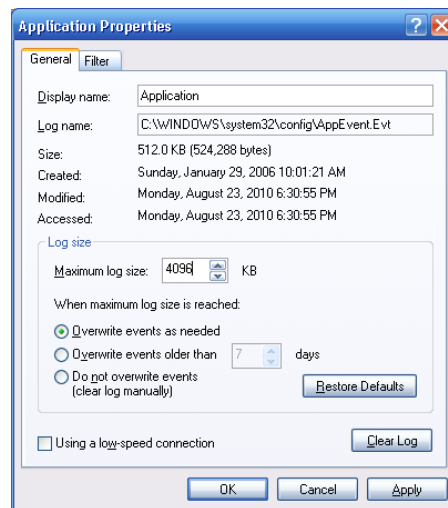 Application Properties
General Filter
Display name: Application
Log name: C:\WINDOWS\system32\config\AppEvent.Evt
Size: 512.0 KB (524,288 bytes)
Created: Sunday, January 29, 2006 10:01:21 AM
Modified: Monday, August 23, 2010 6:30:55 PM
Accessed: Monday, August 23, 2010 6:30:55 PM
Log size
Maximum log size: 4096 KB
When maximum log size is reached:
Overwrite events as needed
Overwrite events older than 7 days
Do not overwrite events
(clear log manually)
Restore Defaults
Using a low-speed connection
Clear Log
OK Cancel Apply